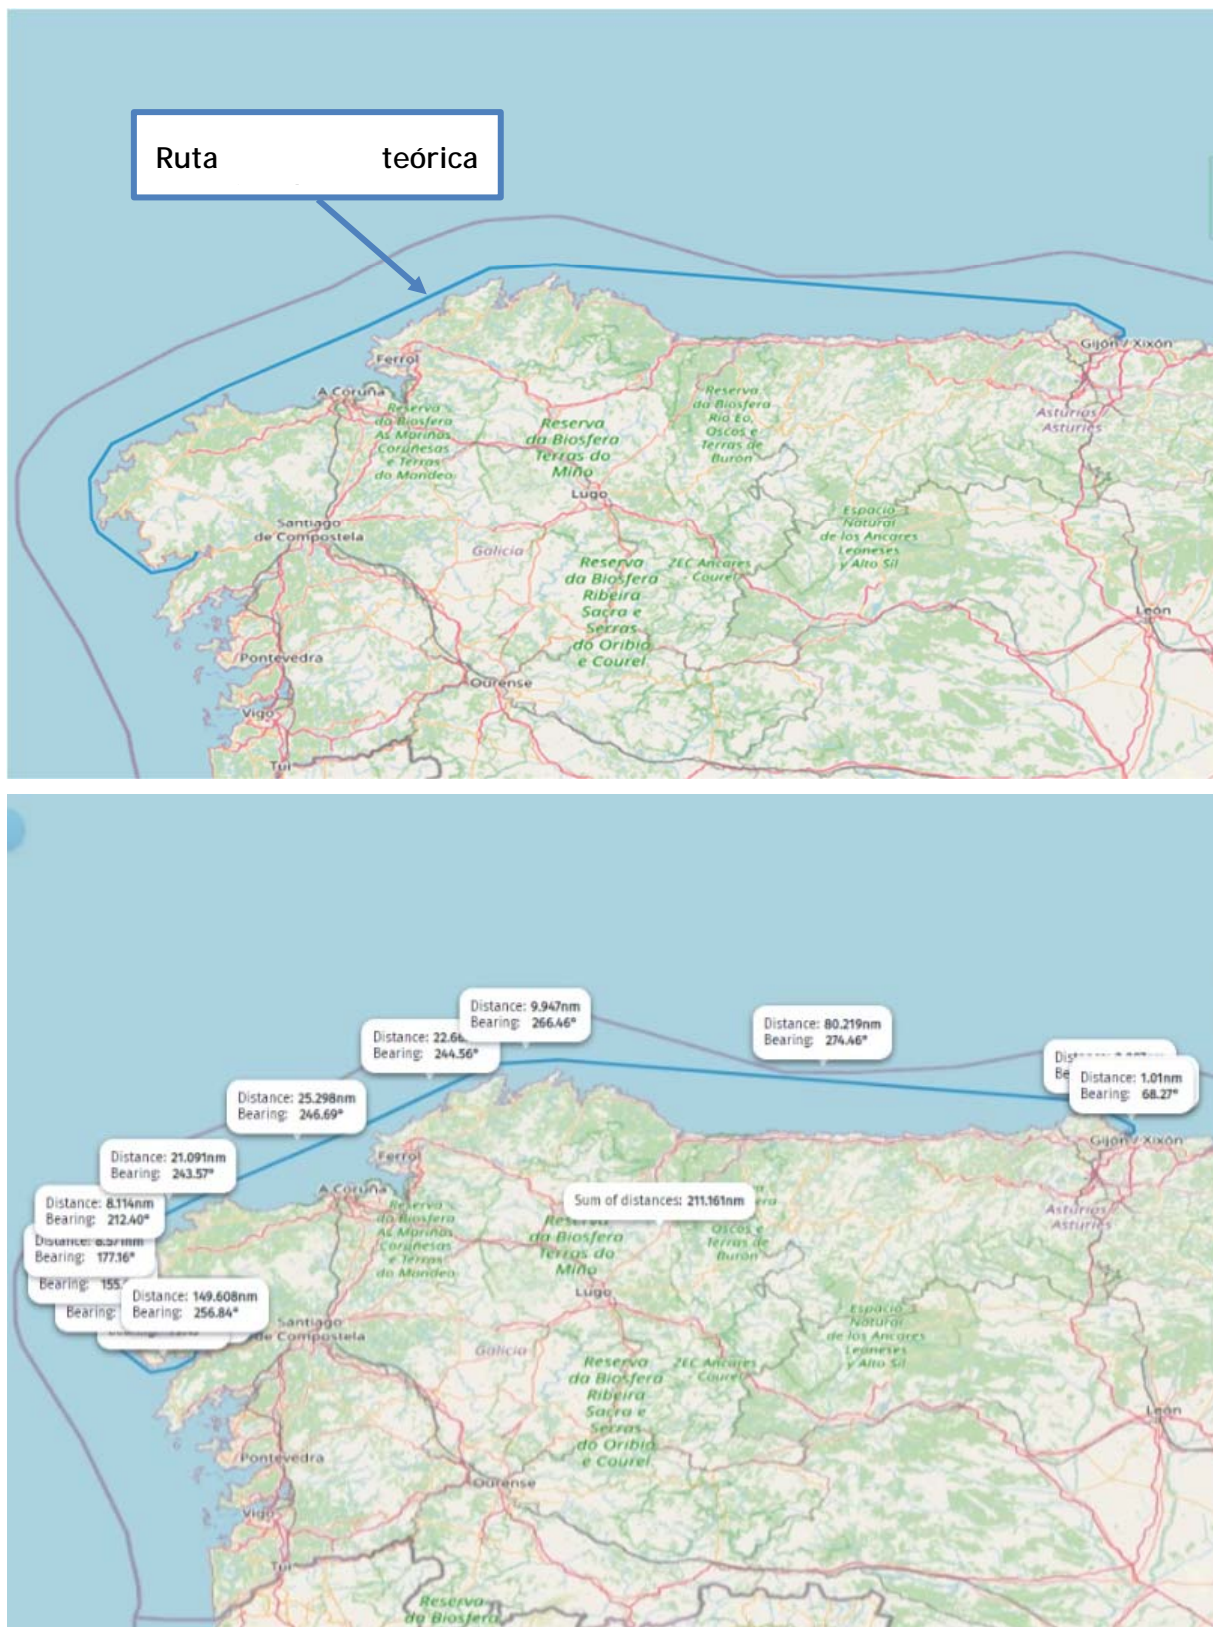 Ruta teórica
Ferrol
A Coruña
Reserva
da Biosfera
As Mariñas
Coruñesas
e Terras
do Mandeo
Reserva
da Biosfera
Terras do
Miño
Lugo
Reserva
da Biosfera
Río Eo,
Oscos e
Terras de
Burón
Gijón / Xixón
Asturias /
Asturies
Santiago
de Compostela
Galicia
Reserva
da Biosfera
Ribeira
Sacra e
Serras
do Oribio
e Courel
ZEC Ancares
- Courel
Espacio
Natural
de los Ancares
Leoneses
y Alto Sil
León
Pontevedra
Ourense
Vigo
Tui
Distance: 9.947nm
Bearing: 266.46°
Distance: 22.66
Bearing: 244.56°
Distance: 80.219nm
Bearing: 274.46°
Distance: 1.01nm
Bearing: 68.27°
Distance: 25.298nm
Bearing: 246.69°
Distance: 21.091nm
Bearing: 243.57°
Distance: 8.114nm
Bearing: 212.40°
Distance: 8.571nm
Bearing: 177.16°
Bearing: 155.
Distance: 149.608nm
Bearing: 256.84°
Bearing:
Sum of distances: 211.161nm
Ferrol
A Coruña
Reserva
da Biosfera
As Mariñas
Coruñesas
e Terras
do Mandeo
Reserva
da Biosfera
Terras do
Miño
Lugo
Oscos e
Terras de
Burón
Gijón / Xixón
Asturias /
Asturies
Santiago
de Compostela
Galicia
Reserva
da Biosfera
Ribeira
Sacra e
Serras
do Oribio
e Courel
ZEC Ancares
- Courel
Espacio
Natural
de los Ancares
Leoneses
y Alto Sil
León
Pontevedra
Ourense
Vigo
Tui
Reserva
da Biosfera